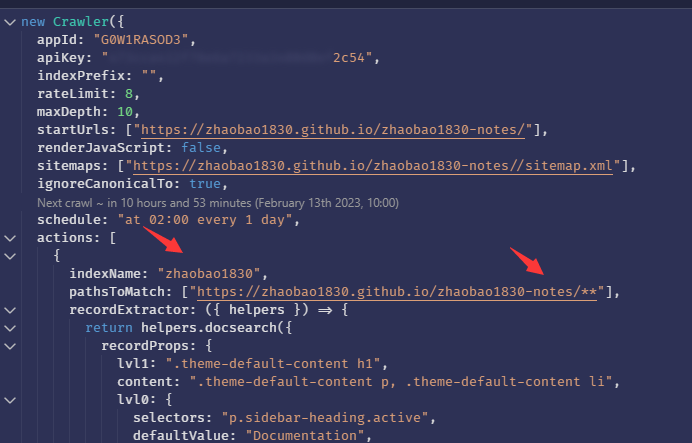 new Crawler({
appId: "G0W1RASOD3",
apiKey: "2c54",
indexPrefix: "",
rateLimit: 8,
maxDepth: 10,
startUrls: ["https://zhaobao1830.github.io/zhaobao1830-notes/"],
renderJavaScript: false,
sitemaps: ["https://zhaobao1830.github.io/zhaobao1830-notes//sitemap.xml"],
ignoreCanonicalTo: true,
Next crawl ~ in 10 hours and 53 minutes (February 13th 2023, 10:00)
schedule: "at 02:00 every 1 day",
actions: [
{
indexName: "zhaobao1830",
pathsToMatch: ["https://zhaobao1830.github.io/zhaobao1830-notes/**"],
recordExtractor: ({ helpers }) => {
return helpers.docsearch({
recordProps: {
lvl1: ".theme-default-content h1",
content: ".theme-default-content p, .theme-default-content li",
lvl0: {
selectors: "p.sidebar-heading.active",
defaultValue: "Documentation",